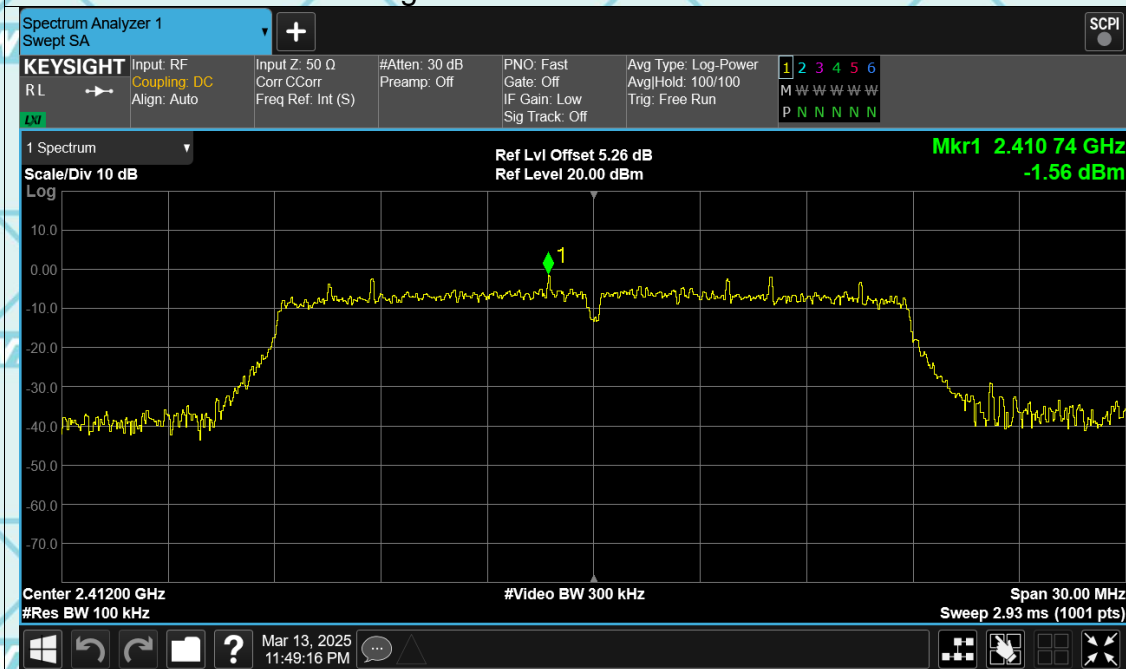 Spectrum Analyzer 1
Swept SA
+
SCPI
KEYSIGHT
R L
LXI
Input: RF
Coupling: DC
Align: Auto
Input Z: 50 Ω
Corr CCorr
Freq Ref: Int (S)
#Atten: 30 dB
Preamp: Off
PNO: Fast
Gate: Off
IF Gain: Low
Sig Track: Off
Avg Type: Log-Power
Avg|Hold: 100/100
Trig: Free Run
1 2 3 4 5 6
M W W W W W
P N N N N N
1 Spectrum
Scale/Div 10 dB
Log
Ref Lvl Offset 5.26 dB
Ref Level 20.00 dBm
Mkr1 2.410 74 GHz
-1.56 dBm
1
10.0
0.00
-10.0
-20.0
-30.0
-40.0
-50.0
-60.0
-70.0
Center 2.41200 GHz
#Res BW 100 kHz
#Video BW 300 kHz
Span 30.00 MHz
Sweep 2.93 ms (1001 pts)
?
Mar 13, 2025
11:49:16 PM